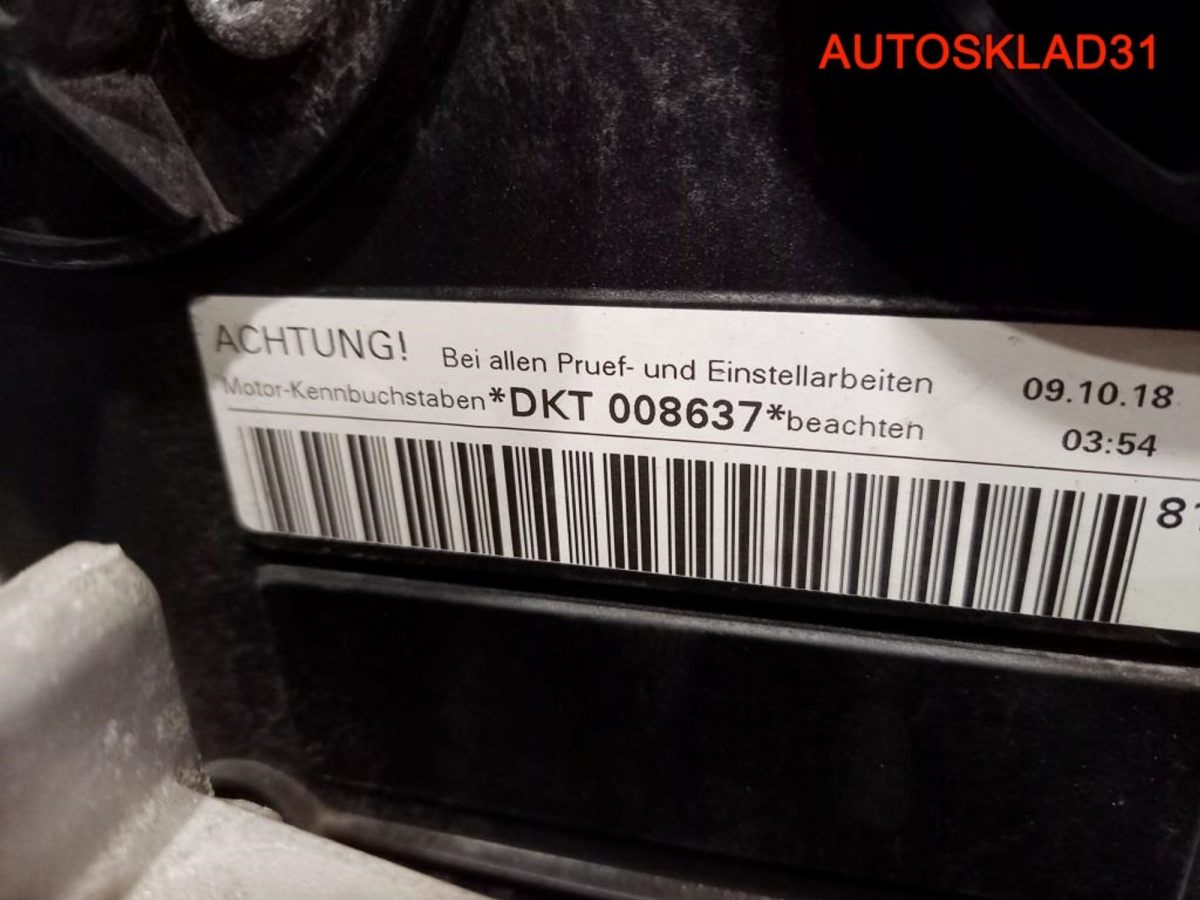 AUTOSKLAD31
ACHTUNG! Bei allen Pruef- und Einstellarbeiten 09.10.18
Motor-Kennbuchstaben *DKT 008637* beachten 03:54